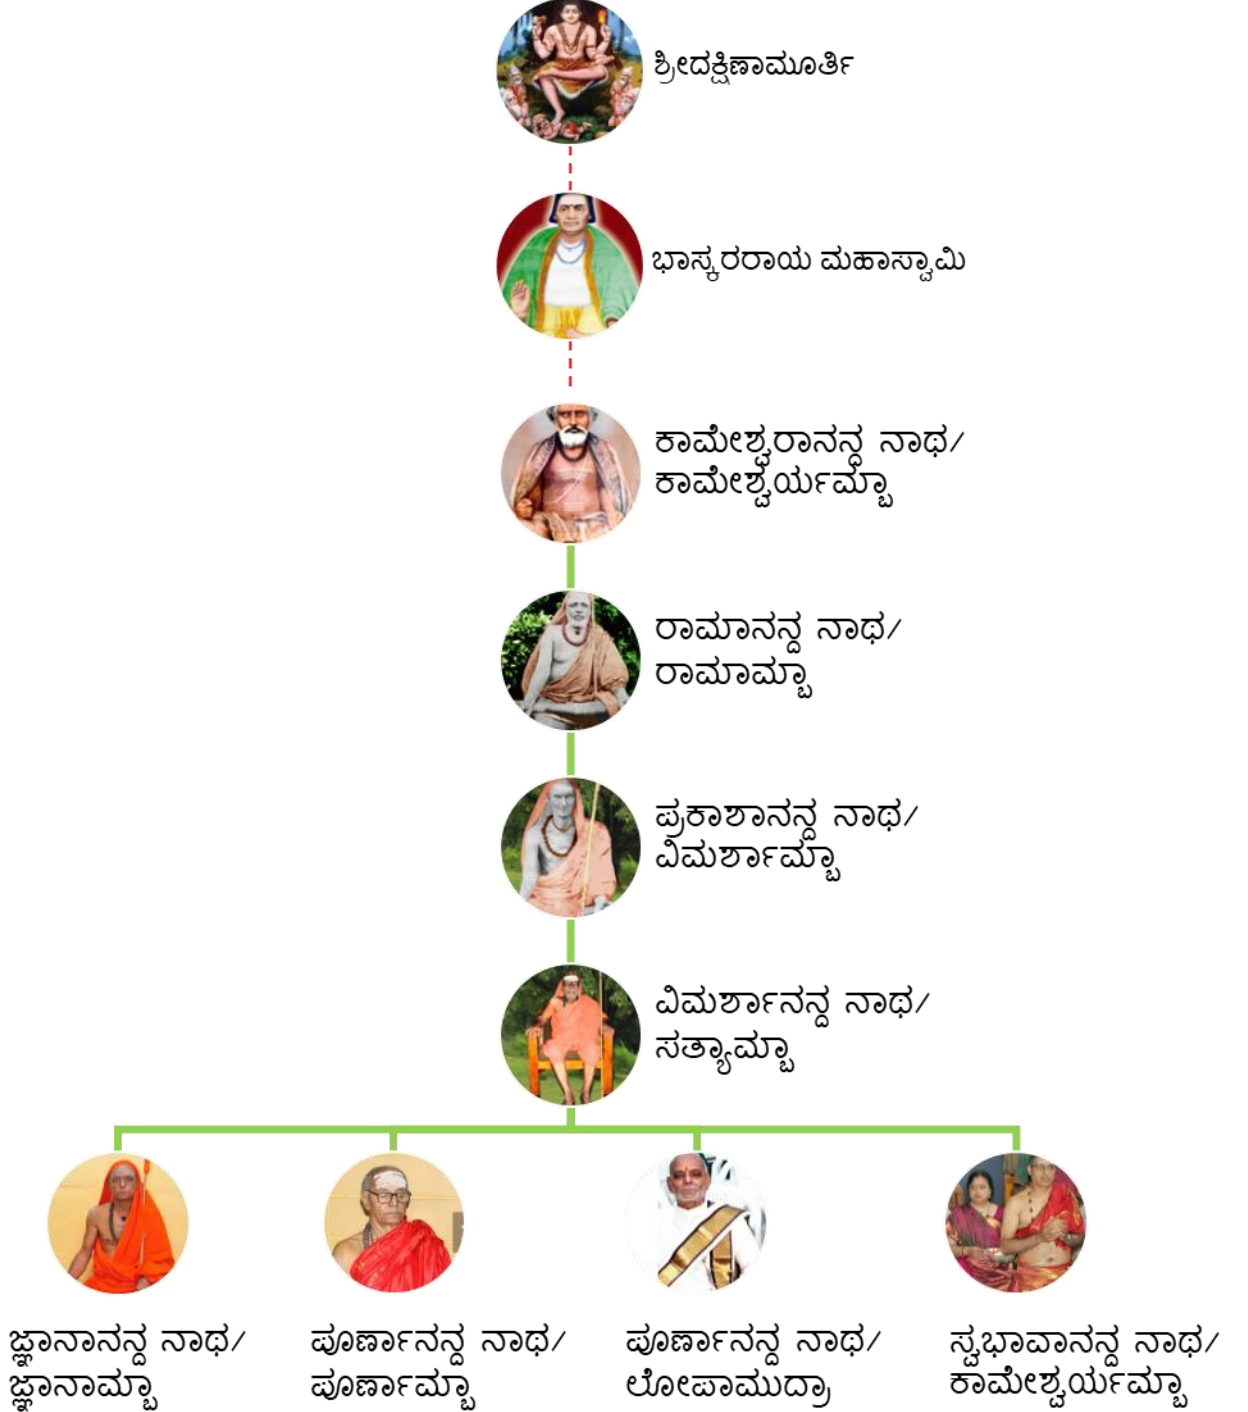 ಶ್ರೀದಕ್ಷಿಣಾಮೂರ್ತಿ
ಭಾಸ್ಕರರಾಯ ಮಹಾಸ್ವಾಮಿ
ಕಾಮೇಶ್ವರಾನನ್ದ ನಾಥ/
ಕಾಮೇಶ್ವರ್ಯಮ್ಬಾ
ರಾಮಾನನ್ದ ನಾಥ/
ರಾಮಾಮ್ಬಾ
ಪ್ರಕಾಶಾನನ್ದ ನಾಥ/
ವಿಮರ್ಶಾಮ್ಬಾ
ವಿಮರ್ಶಾನನ್ದ ನಾಥ/
ಸತ್ಯಾಮ್ಬಾ
ಜ್ಞಾನಾನನ್ದ ನಾಥ/
ಜ್ಞಾನಾಮ್ಬಾ
ಪೂರ್ಣಾನನ್ದ ನಾಥ/
ಪೂರ್ಣಾಮ್ಬಾ
ಪೂರ್ಣಾನನ್ದ ನಾಥ/
ಲೋಪಾಮುದ್ರಾ
ಸ್ವಭಾವಾನನ್ದ ನಾಥ/
ಕಾಮೇಶ್ವರ್ಯಮ್ಬಾ